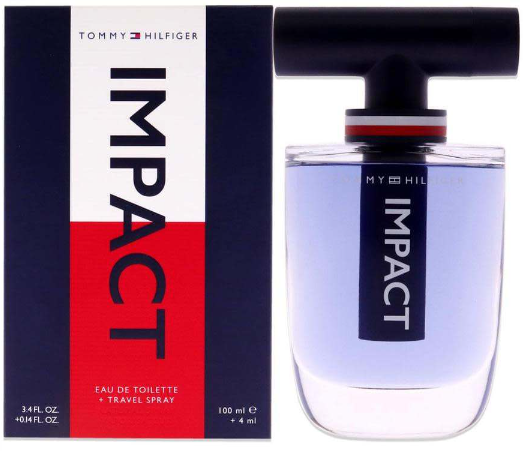 TOMMY HILFIGER
IMPACT
EAU DE TOILETTE
+ TRAVEL SPRAY
3.4 FL. OZ.
+0.14 FL. OZ.
100 ml e
+ 4 ml
MY HILFIGER
IMPACT